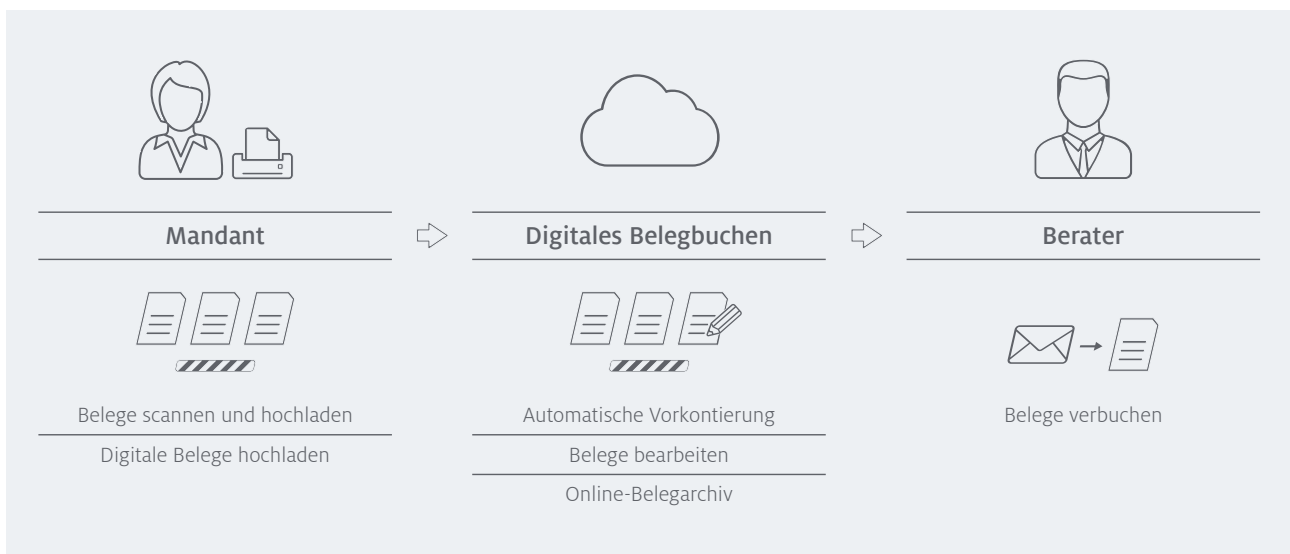 Mandant
Belege scannen und hochladen
Digitale Belege hochladen
Digitales Belegbuchen
Automatische Vorkontierung
Belege bearbeiten
Online-Belegarchiv
Berater
Belege verbuchen